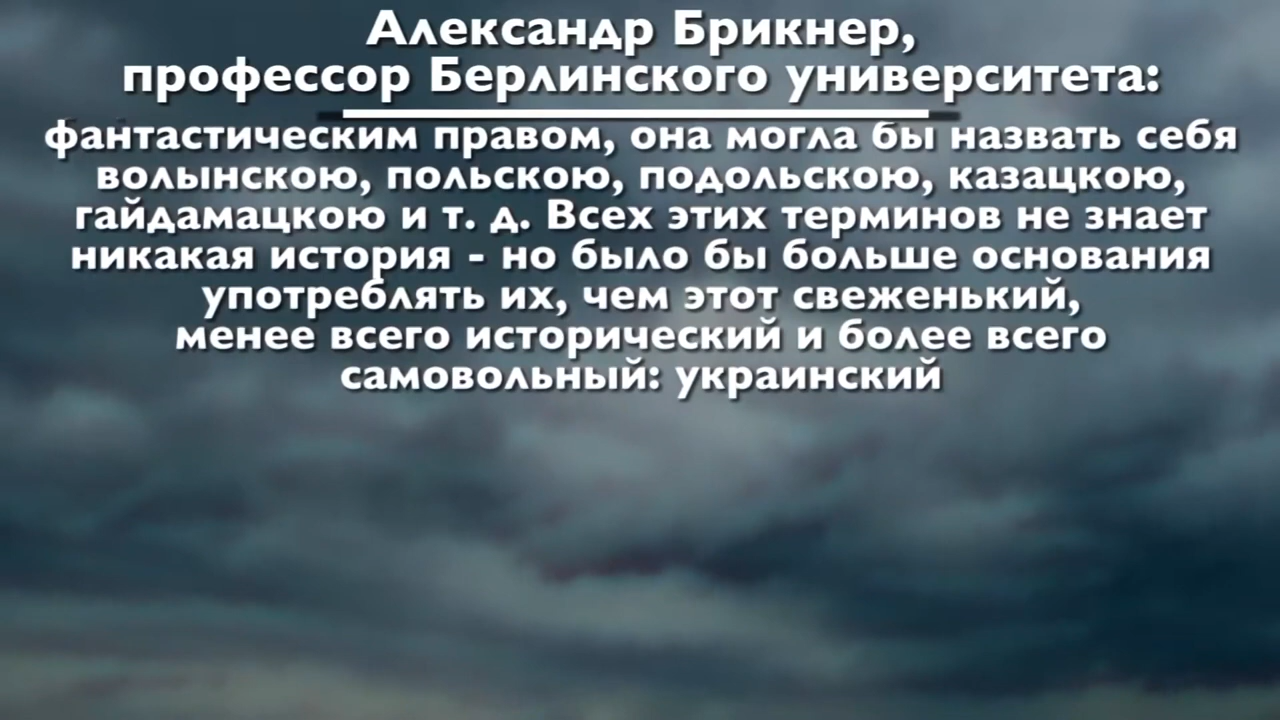 Александр Брикнер,
профессор Берлинского университета:
фантастическим правом, она могла бы назвать себя
волынскою, польскою, подольскою, казацкою,
гайдамацкою и т. д. Всех этих терминов не знает
никакая история - но было бы больше основания
употреблять их, чем этот свеженький,
менее всего исторический и более всего
самовольный: украинский